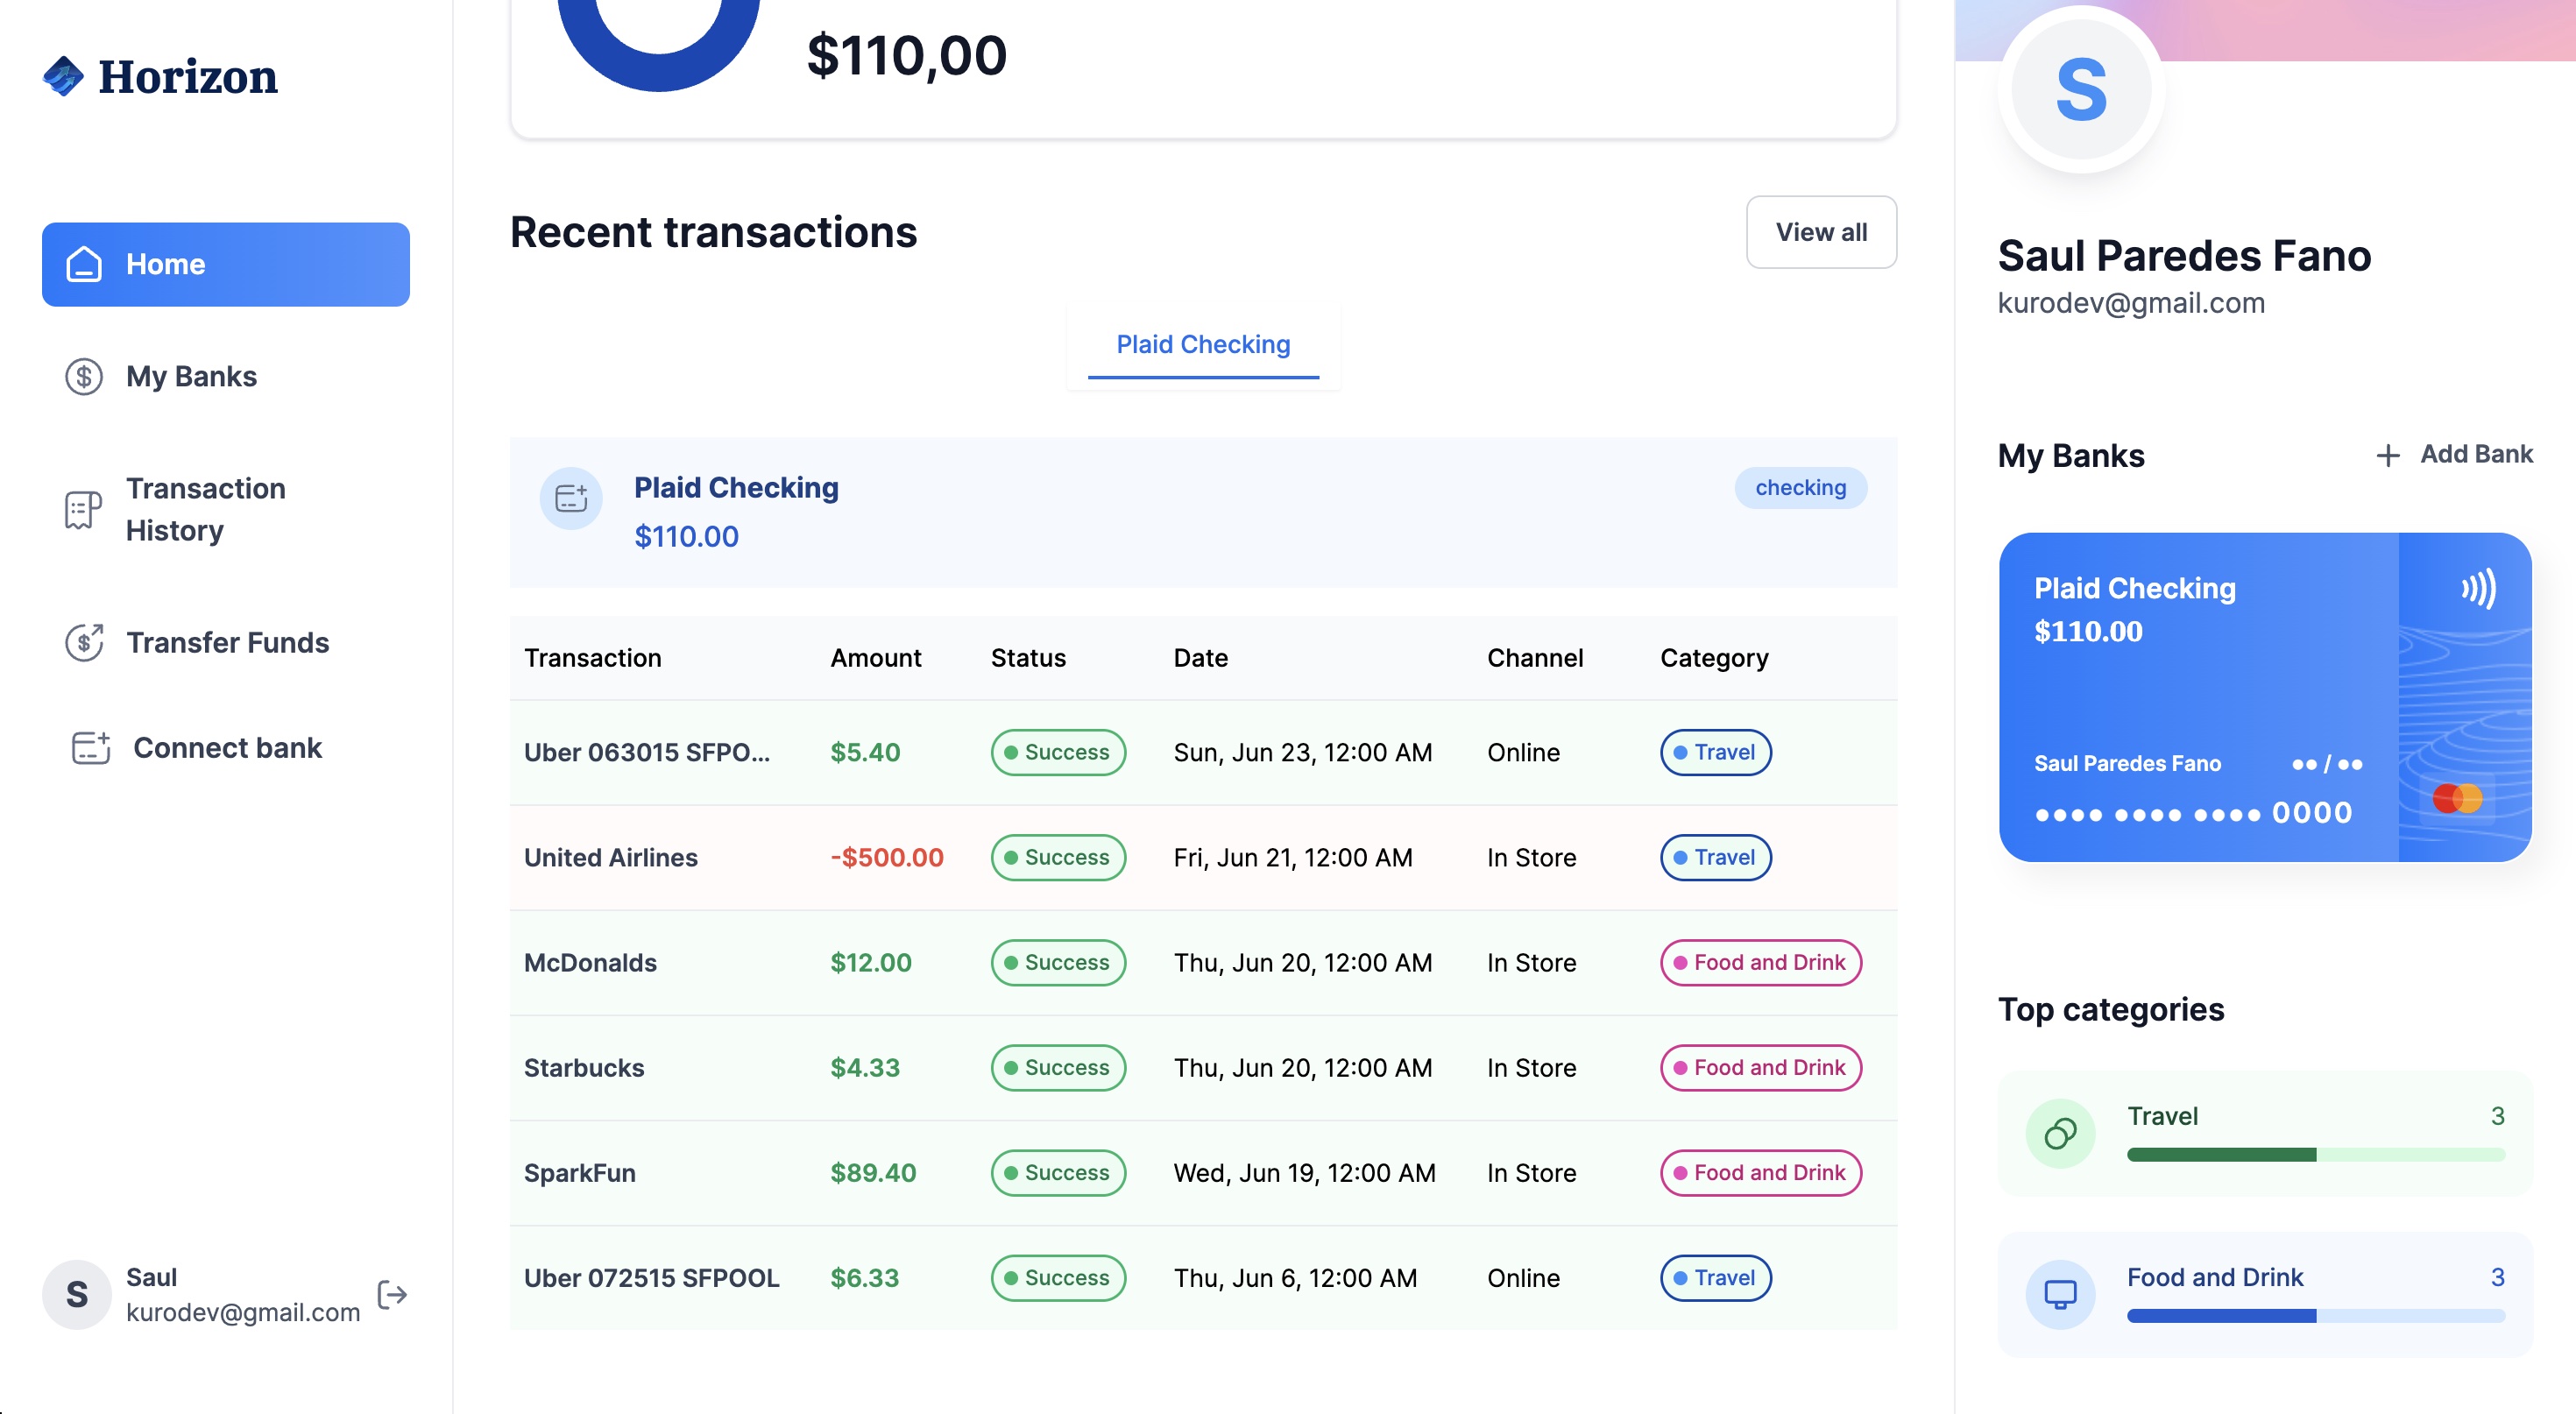 Horizon
Home
My Banks
Transaction
History
Transfer Funds
Connect bank
S
Saul
kurodev@gmail.com
$110,00
Recent transactions
View all
Plaid Checking
Plaid Checking
checking
$110.00
Transaction Amount Status Date Channel Category
Uber 063015 SFPO... $5.40 Success Sun, Jun 23, 12:00 AM Online Travel
United Airlines -$500.00 Success Fri, Jun 21, 12:00 AM In Store Travel
McDonalds $12.00 Success Thu, Jun 20, 12:00 AM In Store Food and Drink
Starbucks $4.33 Success Thu, Jun 20, 12:00 AM In Store Food and Drink
SparkFun $89.40 Success Wed, Jun 19, 12:00 AM In Store Food and Drink
Uber 072515 SFPOOL $6.33 Success Thu, Jun 6, 12:00 AM Online Travel
S
Saul Paredes Fano
kurodev@gmail.com
My Banks
+ Add Bank
Plaid Checking
$110.00
Saul Paredes Fano ●● / ●●
●●●● ●●●● ●●●● 0000
Top categories
Travel 3
Food and Drink 3